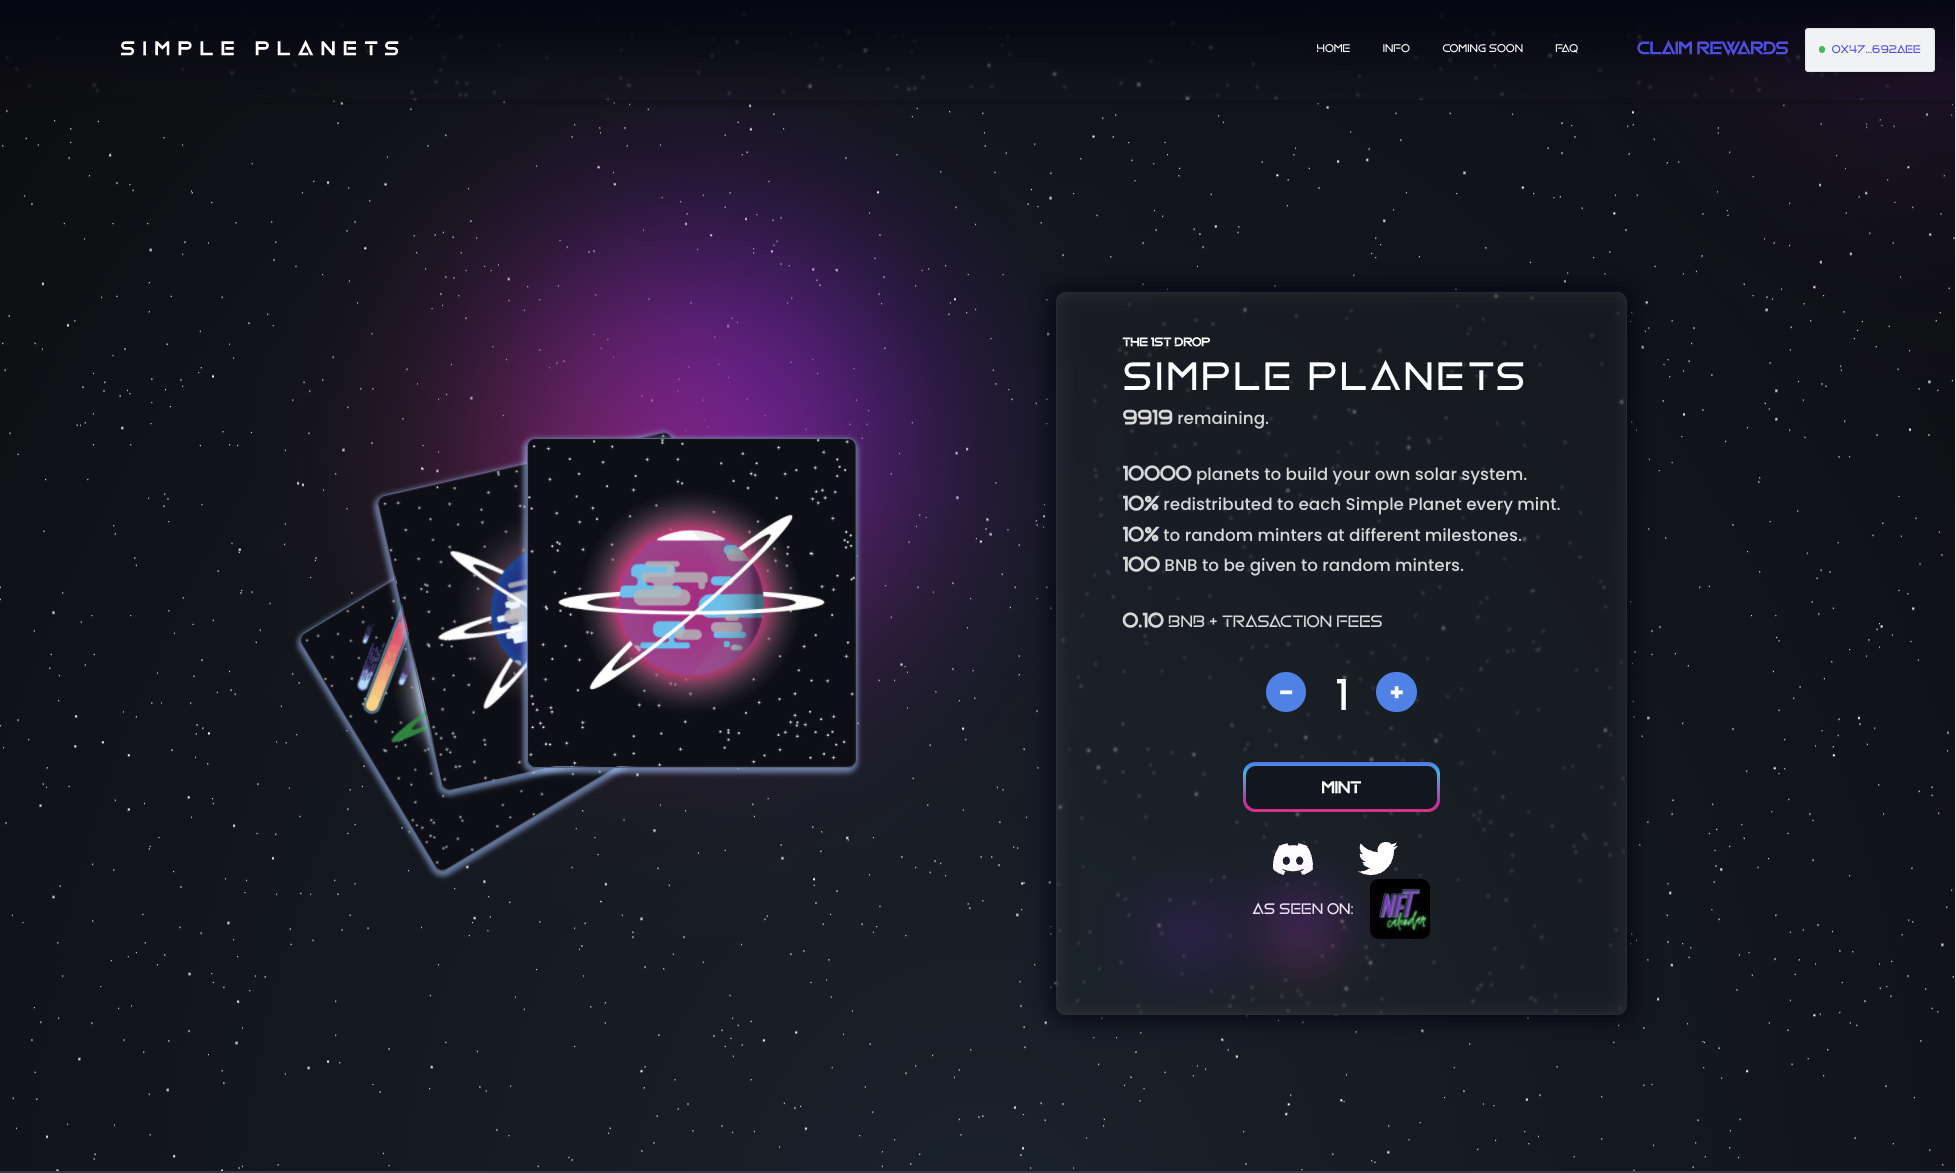 SIMPLE PLANETS
HOME INFO COMING SOON FAQ CLAIM REWARDS 0X47...692AEE
THE 1ST DROP
SIMPLE PLANETS
9919 remaining.
10000 planets to build your own solar system.
10% redistributed to each Simple Planet every mint.
10% to random minters at different milestones.
100 BNB to be given to random minters.
0.10 BNB + TRASACTION FEES
- 1 +
MINT
AS SEEN ON:
NFT
calendar